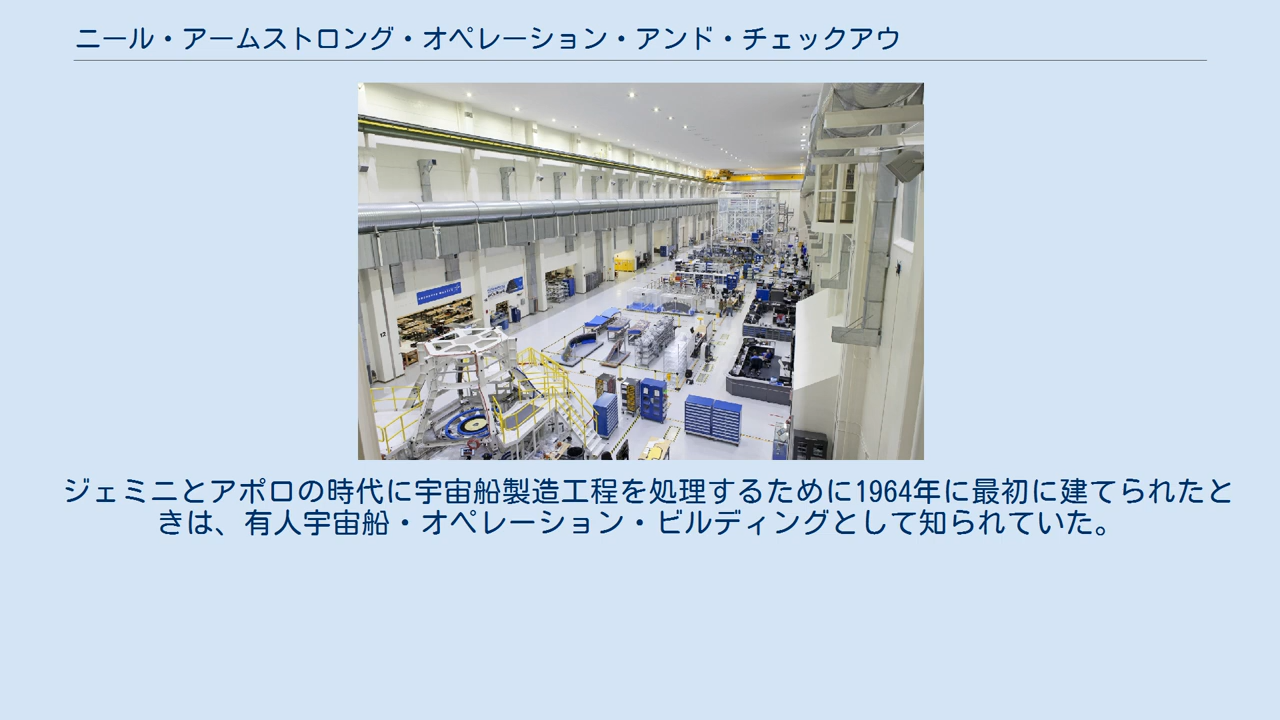 ニール・アームストロング・オペレーション・アンド・チェックアウ
ジェミニとアポロの時代に宇宙船製造工程を処理するために1964年に最初に建てられたと
きは、有人宇宙船・オペレーション・ビルディングとして知られていた。